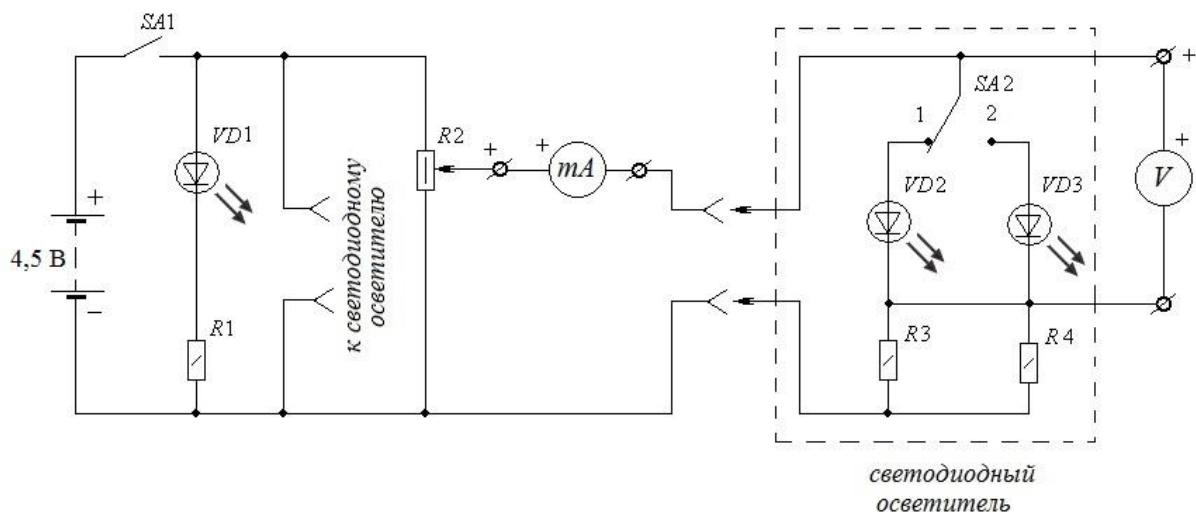 SA1
+
4,5 В
−
VD1
R1
к светодиодному
осветителю
R2
+
+
mA
SA2
1
2
VD2
VD3
R3
R4
+
+
V
светодиодный
осветитель